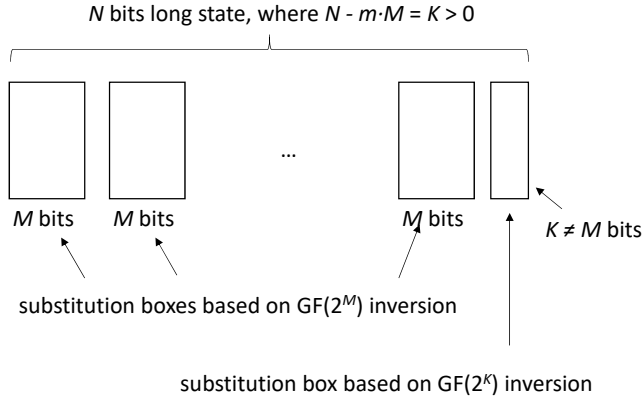 N bits long state, where N - m·M = K > 0
...
M bits
M bits
M bits
K ≠ M bits
substitution boxes based on GF(2^M) inversion
substitution box based on GF(2^K) inversion